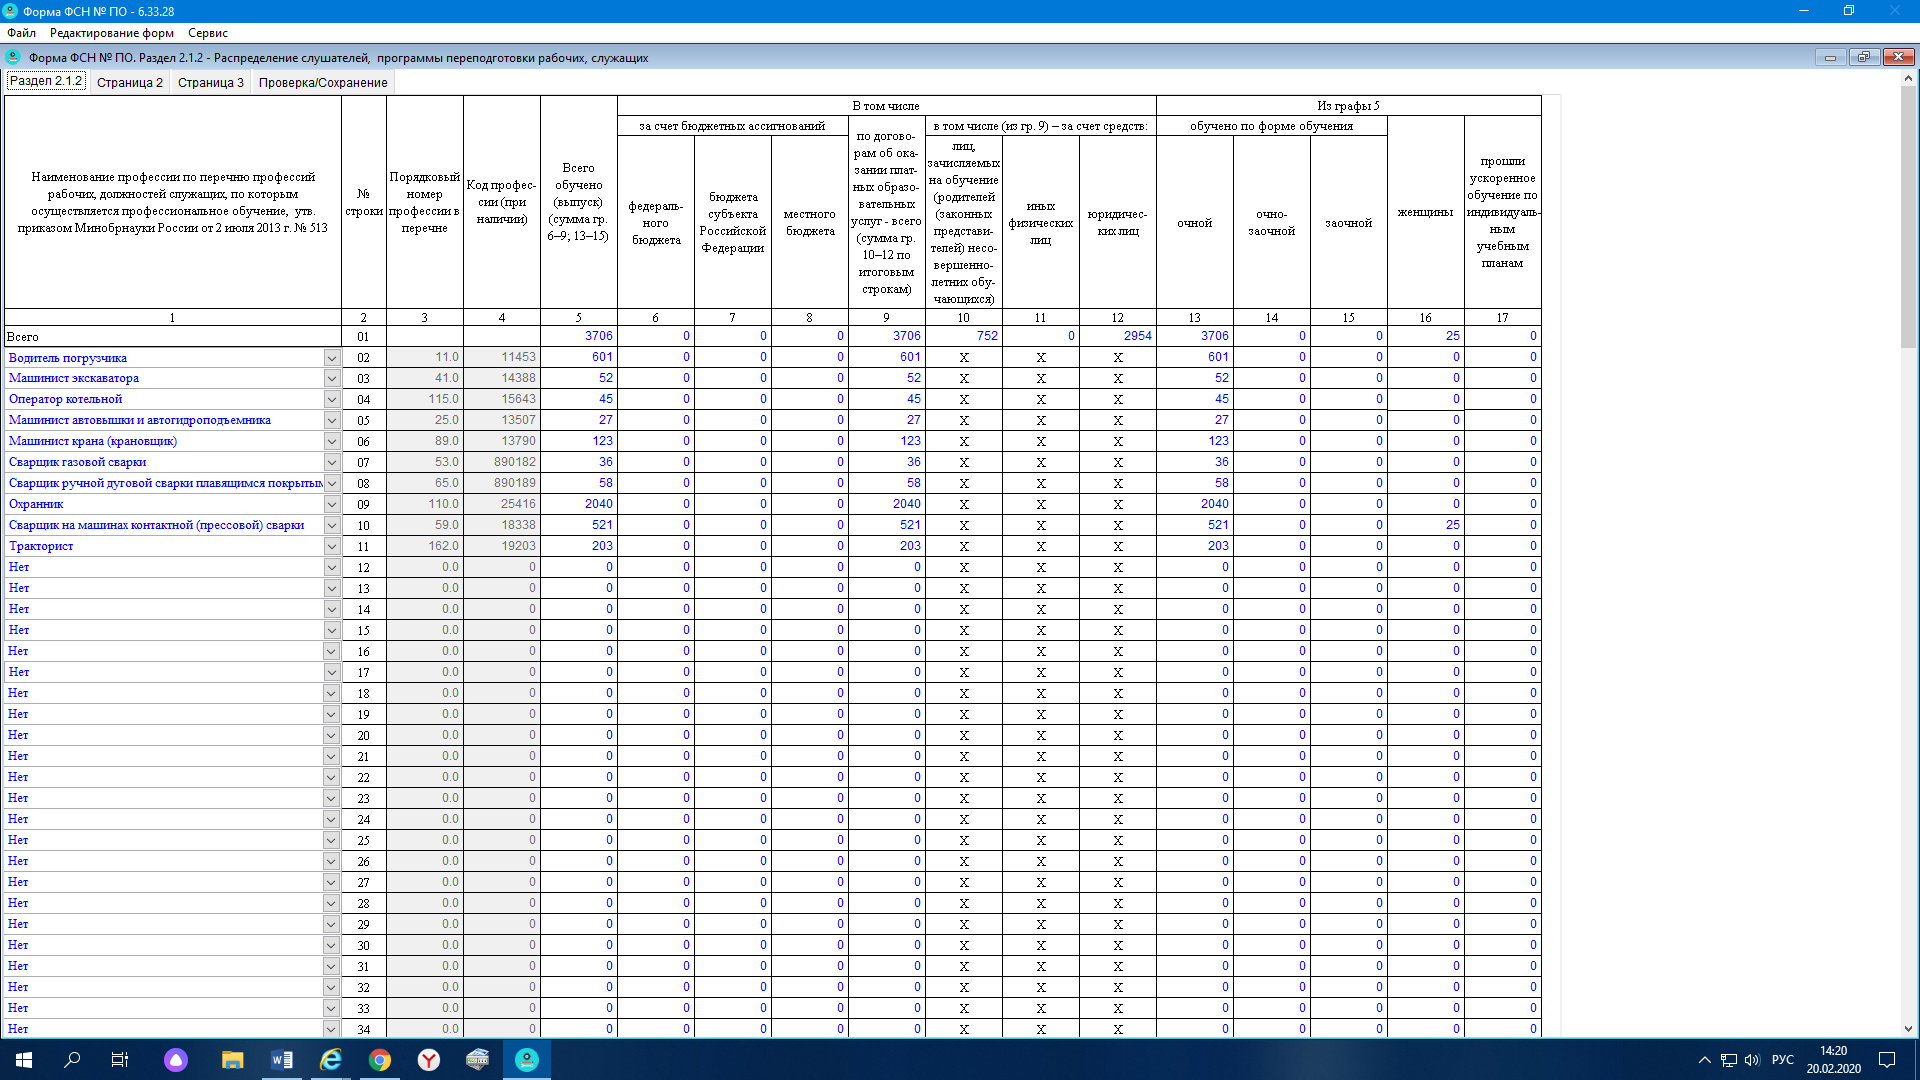 Форма ФСН № ПО - 6.33.28
Файл Редактирование форм Сервис
Форма ФСН № ПО. Раздел 2.1.2 - Распределение слушателей, программы переподготовки рабочих, служащих
Раздел 2.1.2 Страница 2 Страница 3 Проверка/Сохранение
Наименование профессии по перечню профессий
рабочих, должностей служащих, по которым
осуществляется профессиональное обучение, утв.
приказом Минобрнауки России от 2 июля 2013 г. № 513
№
строки
Порядковый
номер
профессии в
перечне
Код профес-
сии (при
наличии)
Всего
обучено
(выпуск)
(сумма гр.
6–9; 13–15)
В том числе
за счет бюджетных ассигнований
федераль-
ного
бюджета
бюджета
субъекта
Российской
Федерации
местного
бюджета
по догово-
рам об ока-
зании плат-
ных образо-
вательных
услуг - всего
(сумма гр.
10–12 по
итоговым
строкам)
в том числе (из гр. 9) – за счет средств:
лиц,
зачисляемых
на обучение
(родителей
(законных
представи-
телей) несо-
вершенно-
летних обу-
чающихся)
иных
физических
лиц
юридичес-
ких лиц
Из графы 5
обучено по форме обучения
очной
очно-
заочной
заочной
женщины
прошли
ускоренное
обучение по
индивидуаль-
ным
учебным
планам
1 2 3 4 5 6 7 8 9 10 11 12 13 14 15 16 17
Всего 01 3706 0 0 0 3706 752 0 2954 3706 0 0 25 0
Водитель погрузчика 02 11.0 11453 601 0 0 0 601 X X X 601 0 0 0 0
Машинист экскаватора 03 41.0 14388 52 0 0 0 52 X X X 52 0 0 0 0
Оператор котельной 04 115.0 15643 45 0 0 0 45 X X X 45 0 0 0 0
Машинист автовышки и автогидроподъемника 05 25.0 13507 27 0 0 0 27 X X X 27 0 0 0 0
Машинист крана (крановщик) 06 89.0 13790 123 0 0 0 123 X X X 123 0 0 0 0
Сварщик газовой сварки 07 53.0 890182 36 0 0 0 36 X X X 36 0 0 0 0
Сварщик ручной дуговой сварки плавящимся покрытым 08 65.0 890189 58 0 0 0 58 X X X 58 0 0 0 0
Охранник 09 110.0 25416 2040 0 0 0 2040 X X X 2040 0 0 0 0
Сварщик на машинах контактной (прессовой) сварки 10 59.0 18338 521 0 0 0 521 X X X 521 0 0 25 0
Тракторист 11 162.0 19203 203 0 0 0 203 X X X 203 0 0 0 0
Нет 12 0.0 0 0 0 0 0 0 X X X 0 0 0 0 0
Нет 13 0.0 0 0 0 0 0 0 X X X 0 0 0 0 0
Нет 14 0.0 0 0 0 0 0 0 X X X 0 0 0 0 0
Нет 15 0.0 0 0 0 0 0 0 X X X 0 0 0 0 0
Нет 16 0.0 0 0 0 0 0 0 X X X 0 0 0 0 0
Нет 17 0.0 0 0 0 0 0 0 X X X 0 0 0 0 0
Нет 18 0.0 0 0 0 0 0 0 X X X 0 0 0 0 0
Нет 19 0.0 0 0 0 0 0 0 X X X 0 0 0 0 0
Нет 20 0.0 0 0 0 0 0 0 X X X 0 0 0 0 0
Нет 21 0.0 0 0 0 0 0 0 X X X 0 0 0 0 0
Нет 22 0.0 0 0 0 0 0 0 X X X 0 0 0 0 0
Нет 23 0.0 0 0 0 0 0 0 X X X 0 0 0 0 0
Нет 24 0.0 0 0 0 0 0 0 X X X 0 0 0 0 0
Нет 25 0.0 0 0 0 0 0 0 X X X 0 0 0 0 0
Нет 26 0.0 0 0 0 0 0 0 X X X 0 0 0 0 0
Нет 27 0.0 0 0 0 0 0 0 X X X 0 0 0 0 0
Нет 28 0.0 0 0 0 0 0 0 X X X 0 0 0 0 0
Нет 29 0.0 0 0 0 0 0 0 X X X 0 0 0 0 0
Нет 30 0.0 0 0 0 0 0 0 X X X 0 0 0 0 0
Нет 31 0.0 0 0 0 0 0 0 X X X 0 0 0 0 0
Нет 32 0.0 0 0 0 0 0 0 X X X 0 0 0 0 0
Нет 33 0.0 0 0 0 0 0 0 X X X 0 0 0 0 0
Нет 34 0.0 0 0 0 0 0 0 X X X 0 0 0 0 0
РУС
14:20
20.02.2020